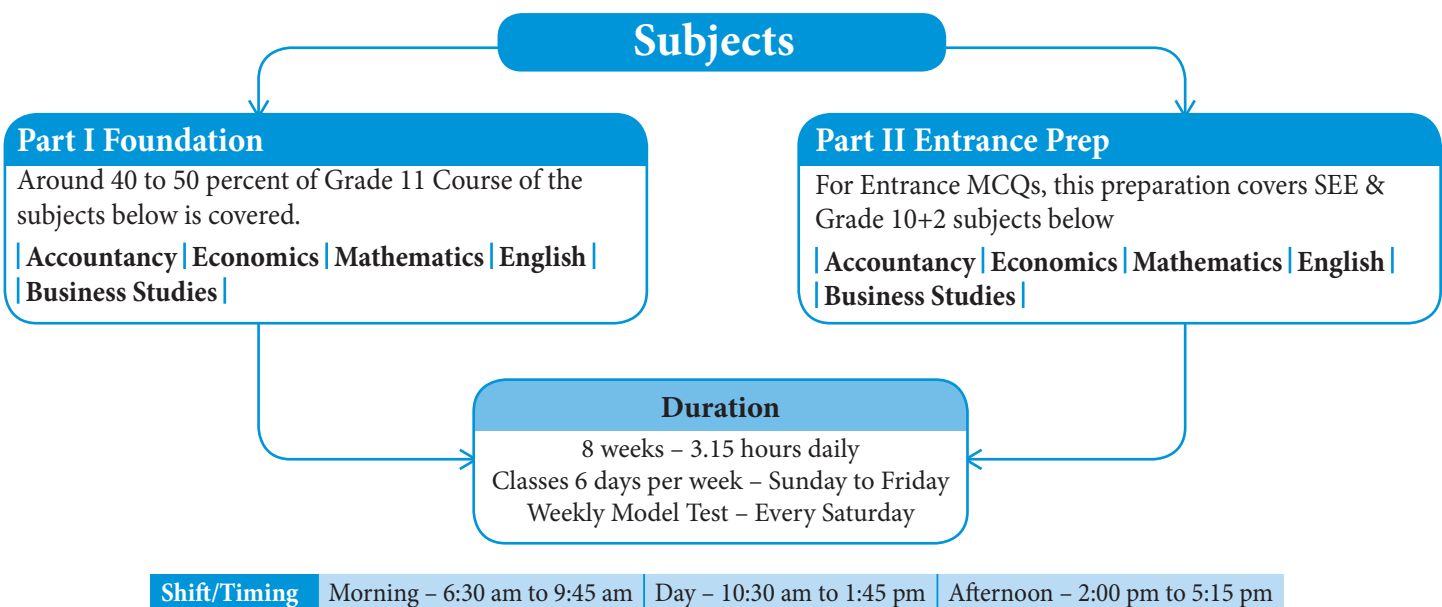 Subjects
Part I Foundation
Around 40 to 50 percent of Grade 11 Course of the
subjects below is covered.
| Accountancy | Economics | Mathematics | English |
| Business Studies |
Part II Entrance Prep
For Entrance MCQs, this preparation covers SEE &
Grade 10+2 subjects below
| Accountancy | Economics | Mathematics | English |
| Business Studies |
Duration
8 weeks – 3.15 hours daily
Classes 6 days per week – Sunday to Friday
Weekly Model Test – Every Saturday
Shift/Timing Morning – 6:30 am to 9:45 am | Day – 10:30 am to 1:45 pm | Afternoon – 2:00 pm to 5:15 pm